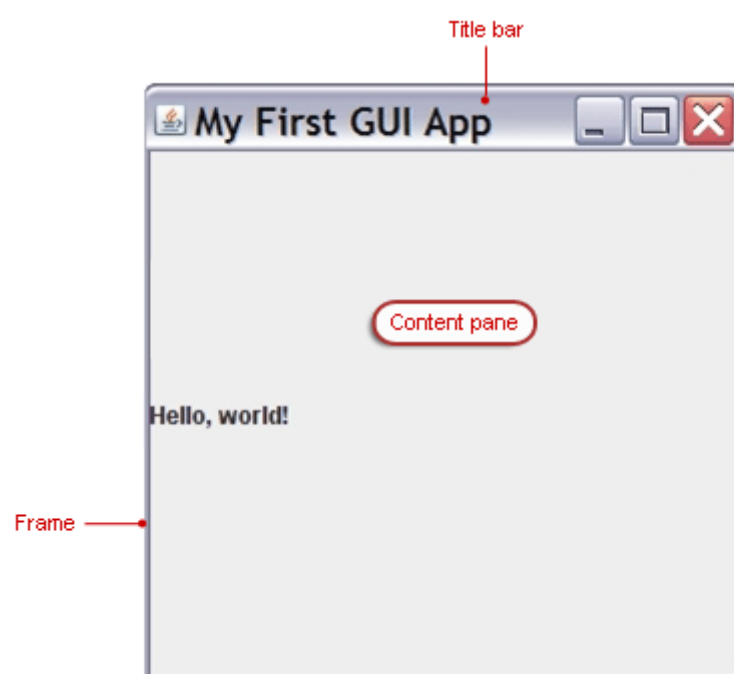 Title bar
My First GUI App
Content pane
Hello, world!
Frame